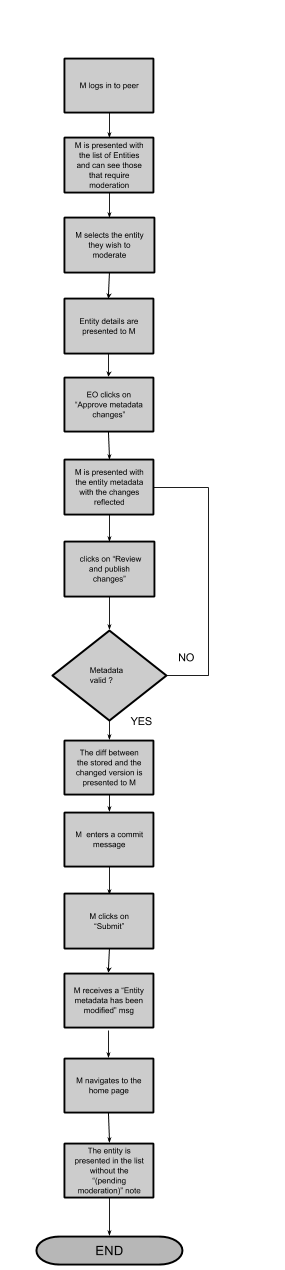 M logs in to peer
M is presented with
the list of Entities
and can see those
that require
moderation
M selects the entity
they wish to
moderate
Entity details are
presented to M
EO clicks on
“Approve metadata
changes”
M is presented with
the entity metadata
with the changes
reflected
clicks on “Review
and publish
changes”
Metadata
valid ?
NO
YES
The diff between
the stored and the
changed version is
presented to M
M  enters a commit
message
M clicks on
“Submit”
M receives a “Entity
metadata has been
modified” msg
M navigates to the
home page
The entity is
presented in the list
without the
“(pending
moderation)” note
END